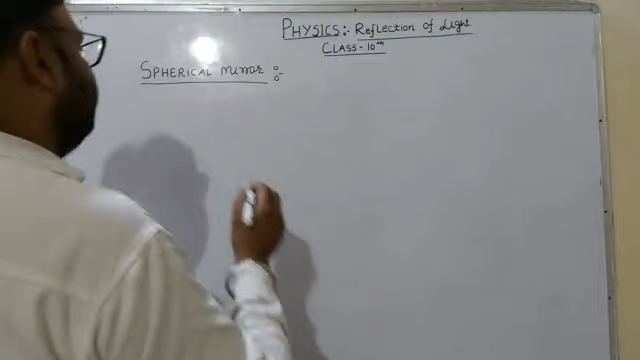 PHYSICS:- Reflection of Light
CLASS-10th
SPHERICAL mirror :-